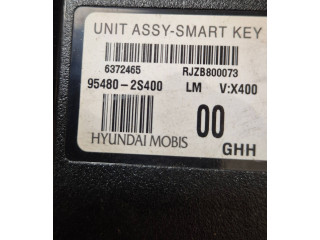 UNIT ASSY-SMART KEY
6372465 RJZB800073
95480-2S400 LM V:X400
HYUNDAI MOBIS 00
GHH